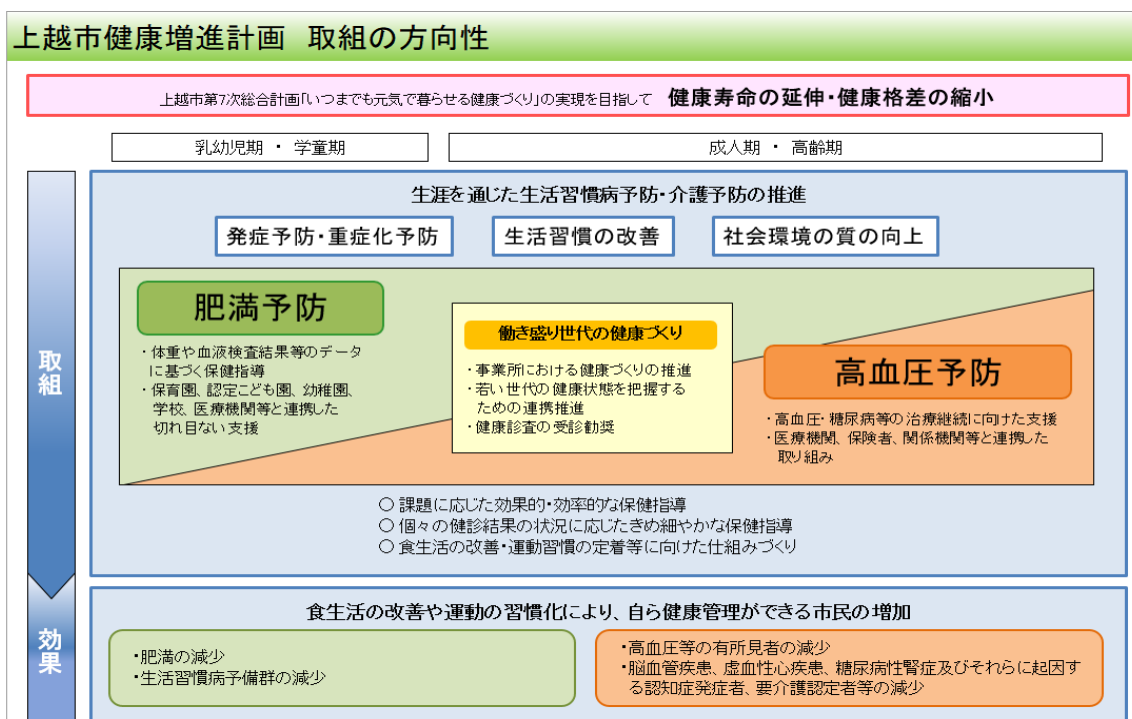 上越市健康増進計画　取組の方向性
上越市第7次総合計画「いつまでも元気で暮らせる健康づくり」の実現を目指して　健康寿命の延伸・健康格差の縮小
乳幼児期 ・ 学童期
成人期 ・ 高齢期
取組
生涯を通じた生活習慣病予防・介護予防の推進
発症予防・重症化予防
生活習慣の改善
社会環境の質の向上
肥満予防
・体重や血液検査結果等のデータ
に基づく保健指導
・保育園、認定こども園、幼稚園、
学校、医療機関等と連携した
切れ目ない支援
働き盛り世代の健康づくり
・事業所における健康づくりの推進
・若い世代の健康状態を把握する
ための連携推進
・健康診査の受診勧奨
高血圧予防
・高血圧・糖尿病等の治療継続に向けた支援
・医療機関、保険者、関係機関等と連携した
取り組み
○ 課題に応じた効果的・効率的な保健指導
○ 個々の健診結果の状況に応じたきめ細やかな保健指導
○ 食生活の改善・運動習慣の定着等に向けた仕組みづくり
効果
食生活の改善や運動の習慣化により、自ら健康管理ができる市民の増加
・肥満の減少
・生活習慣病予備群の減少
・高血圧等の有所見者の減少
・脳血管疾患、虚血性心疾患、糖尿病性腎症及びそれらに起因す
る認知症発症者、要介護認定者等の減少